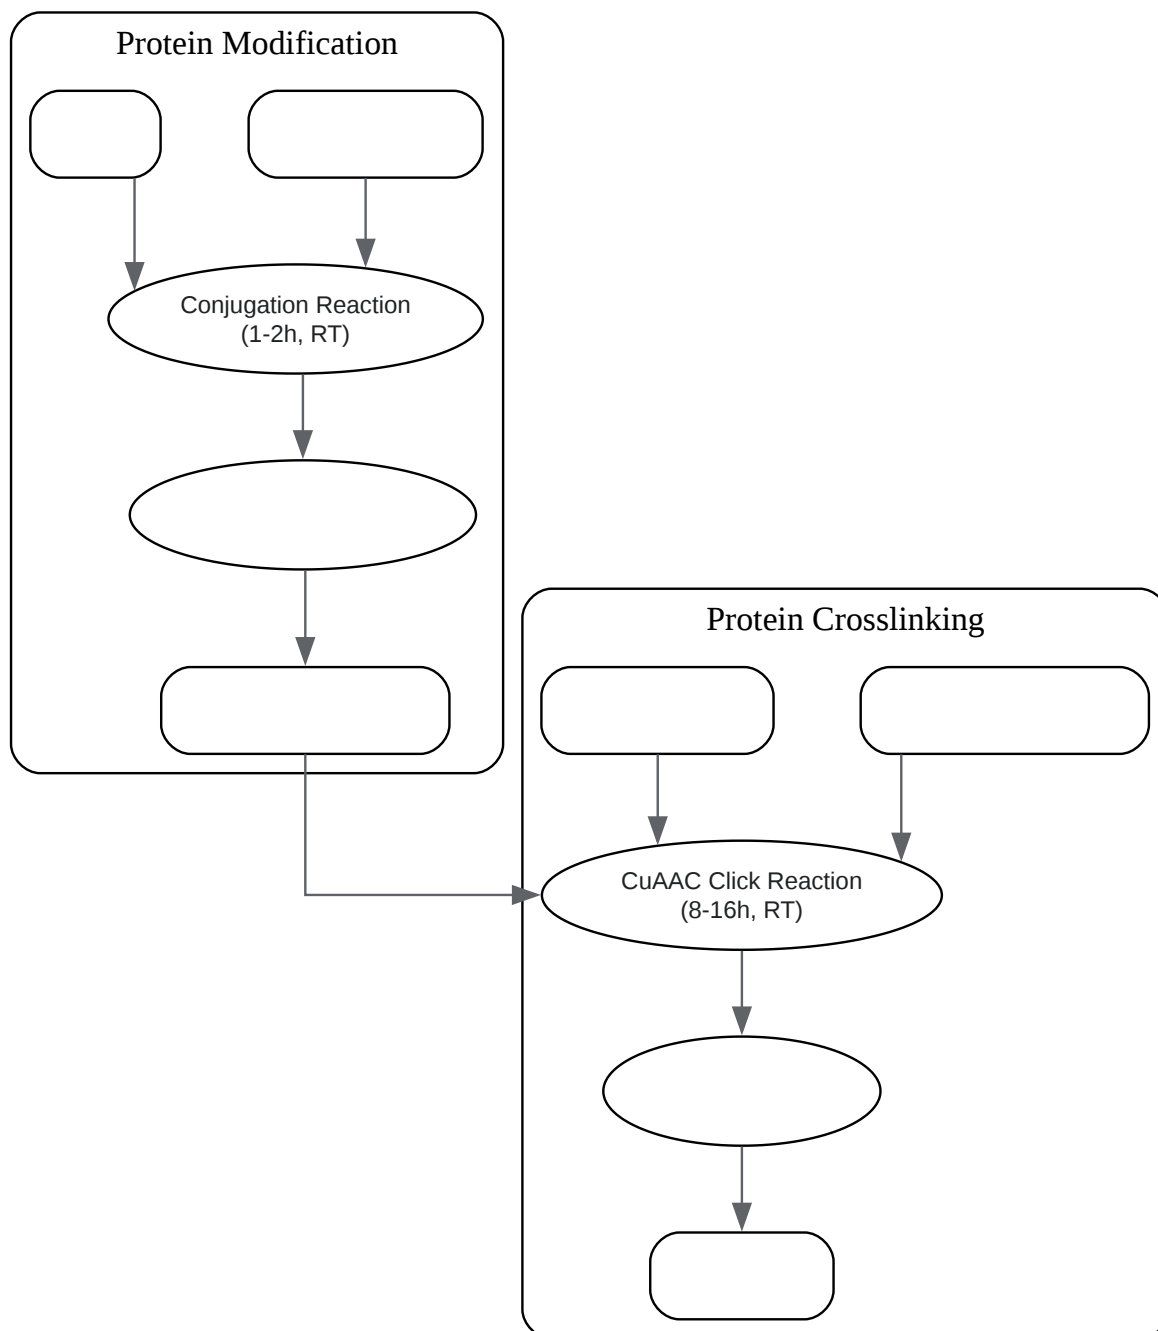 Protein Modification
Conjugation Reaction
(1-2h, RT)
Protein Crosslinking
CuAAC Click Reaction
(8-16h, RT)